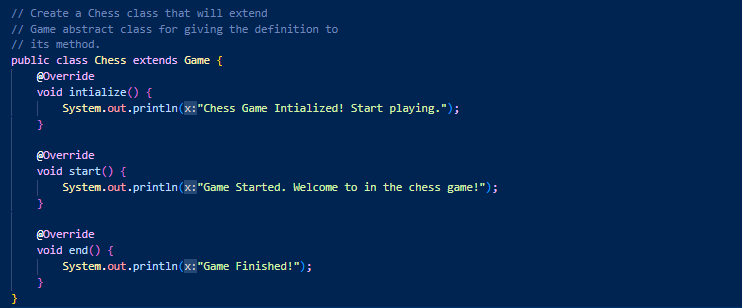 // Create a Chess class that will extend
// Game abstract class for giving the definition to
// its method.
public class Chess extends Game {
@Override
void intialize() {
System.out.println(x:"Chess Game Intialized! Start playing.");
}
@Override
void start() {
System.out.println(x:"Game Started. Welcome to in the chess game!");
}
@Override
void end() {
System.out.println(x:"Game Finished!");
}
}